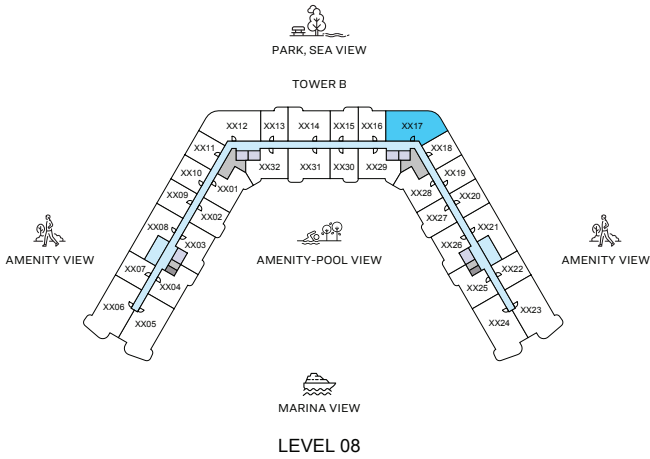 PARK, SEA VIEW
TOWER B
XX12
XX13
XX14
XX15
XX16
XX17
XX11
XX18
XX10
XX32
XX31
XX30
XX29
XX19
XX09
XX01
XX28
XX20
XX08
XX02
XX27
XX21
XX03
XX26
XX07
XX04
XX25
XX22
XX06
XX05
XX24
XX23
AMENITY VIEW
AMENITY-POOL VIEW
AMENITY VIEW
MARINA VIEW
LEVEL 08